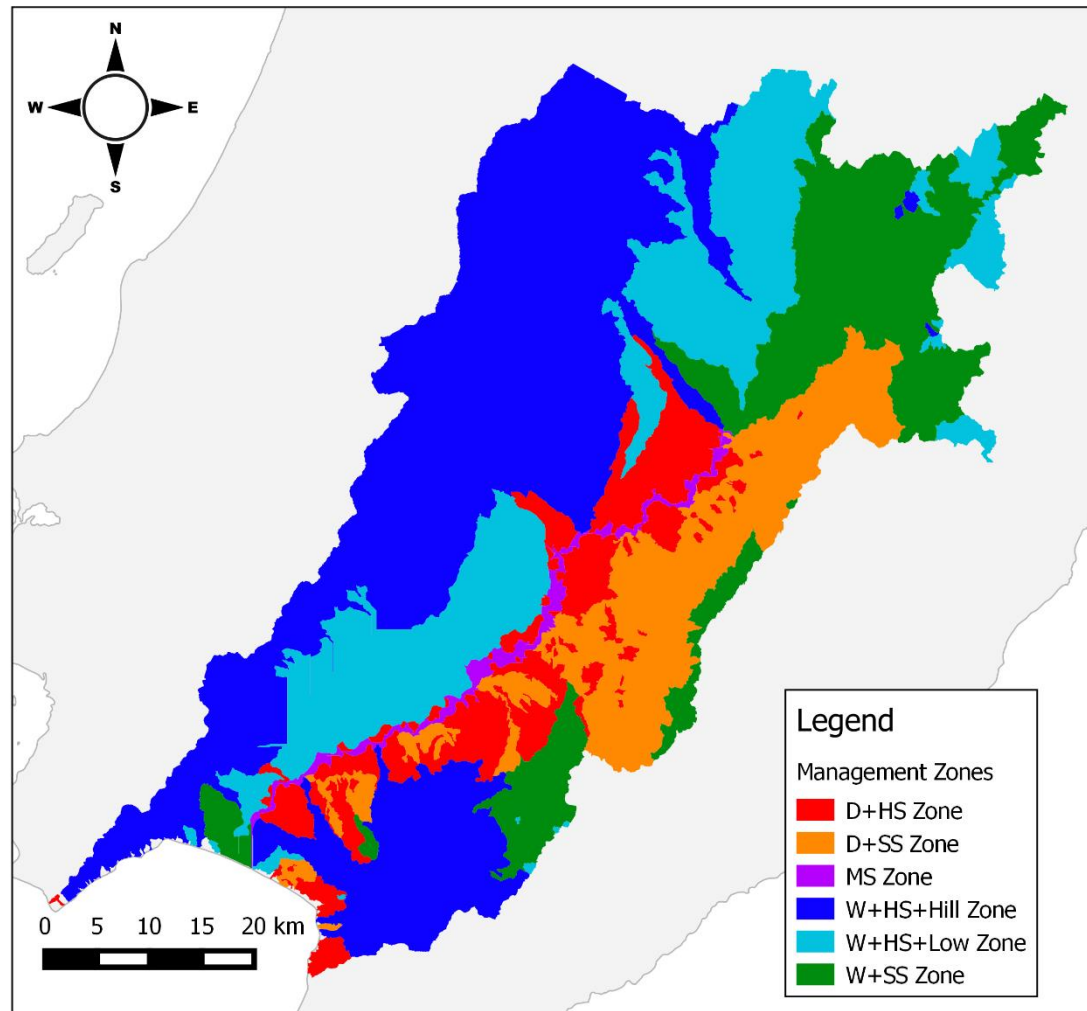 N
W E
S
Legend
Management Zones
D+HS Zone
D+SS Zone
MS Zone
W+HS+Hill Zone
W+HS+Low Zone
W+SS Zone
0 5 10 15 20 km